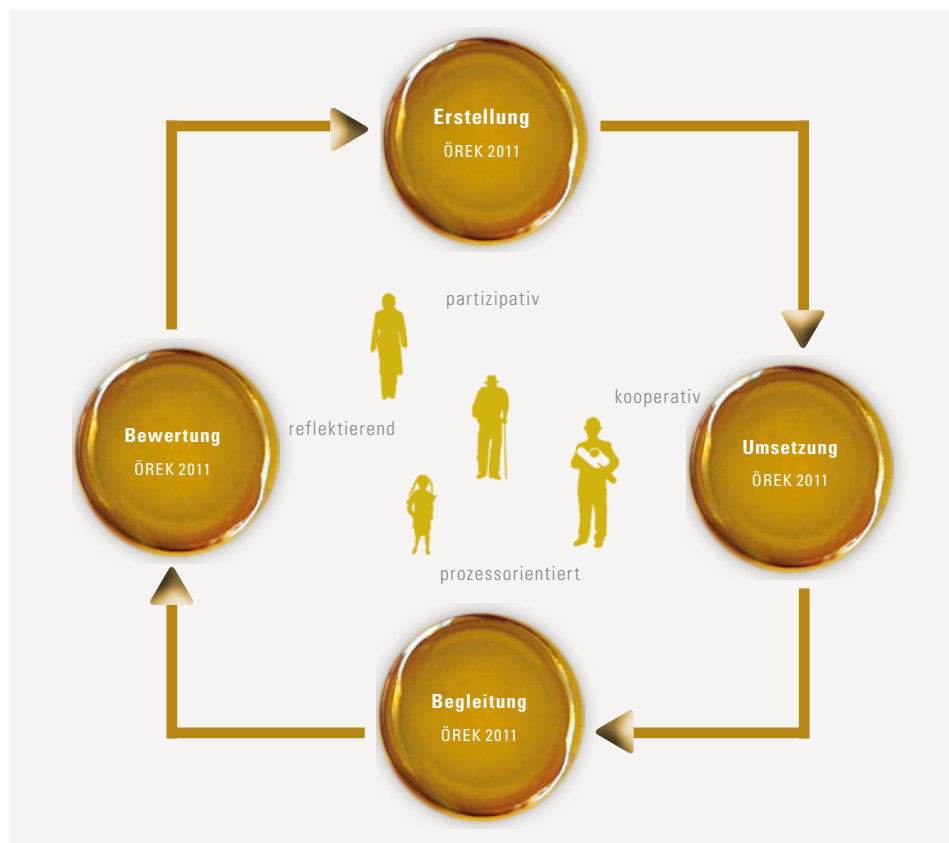 Erstellung
ÖREK 2011
partizipativ
kooperativ
reflektierend
Bewertung
ÖREK 2011
Umsetzung
ÖREK 2011
prozessorientiert
Begleitung
ÖREK 2011